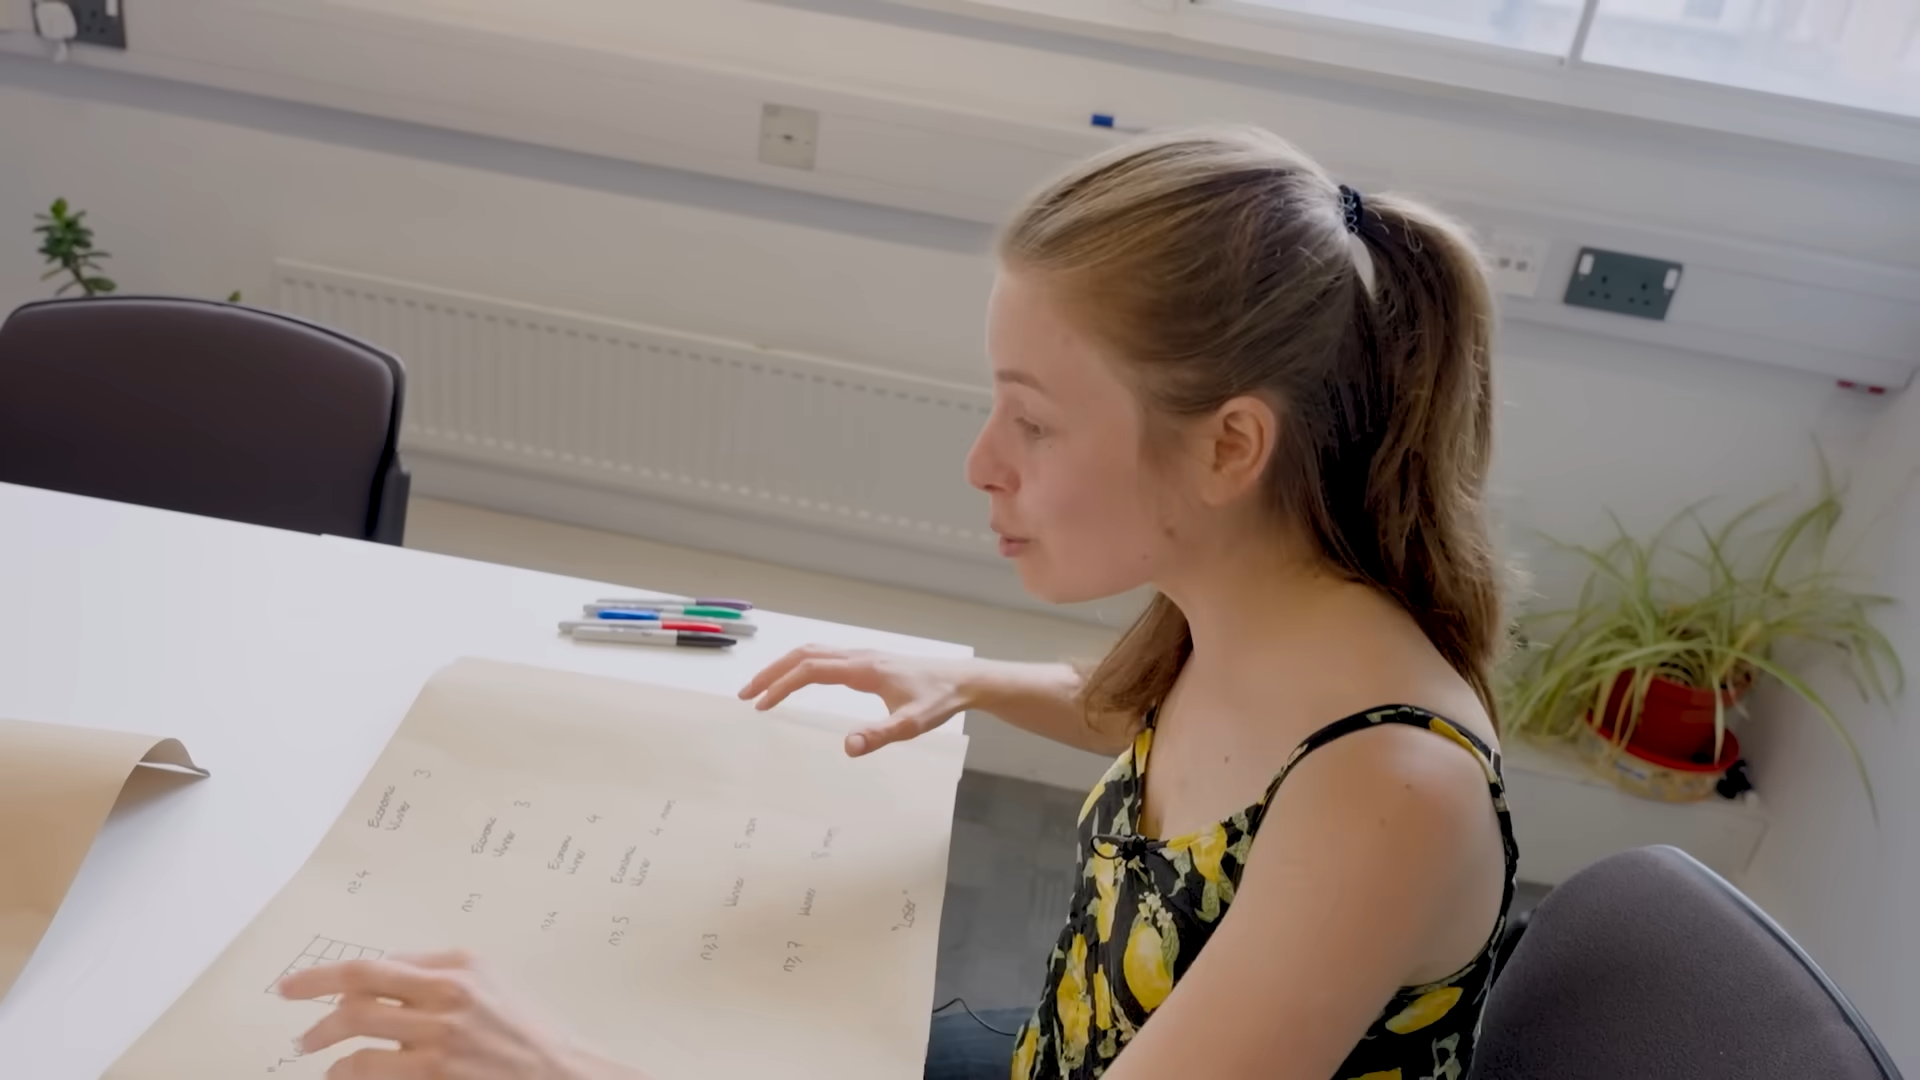 n≥4 Economic Winner 3
n≥3 Economic Winner 3
n≥4 Economic Winner 4
n≥5 Economic Winner 4 mon
n≥3 Winner 5 mon
n≥7 Winner 8 mon
"Loser"